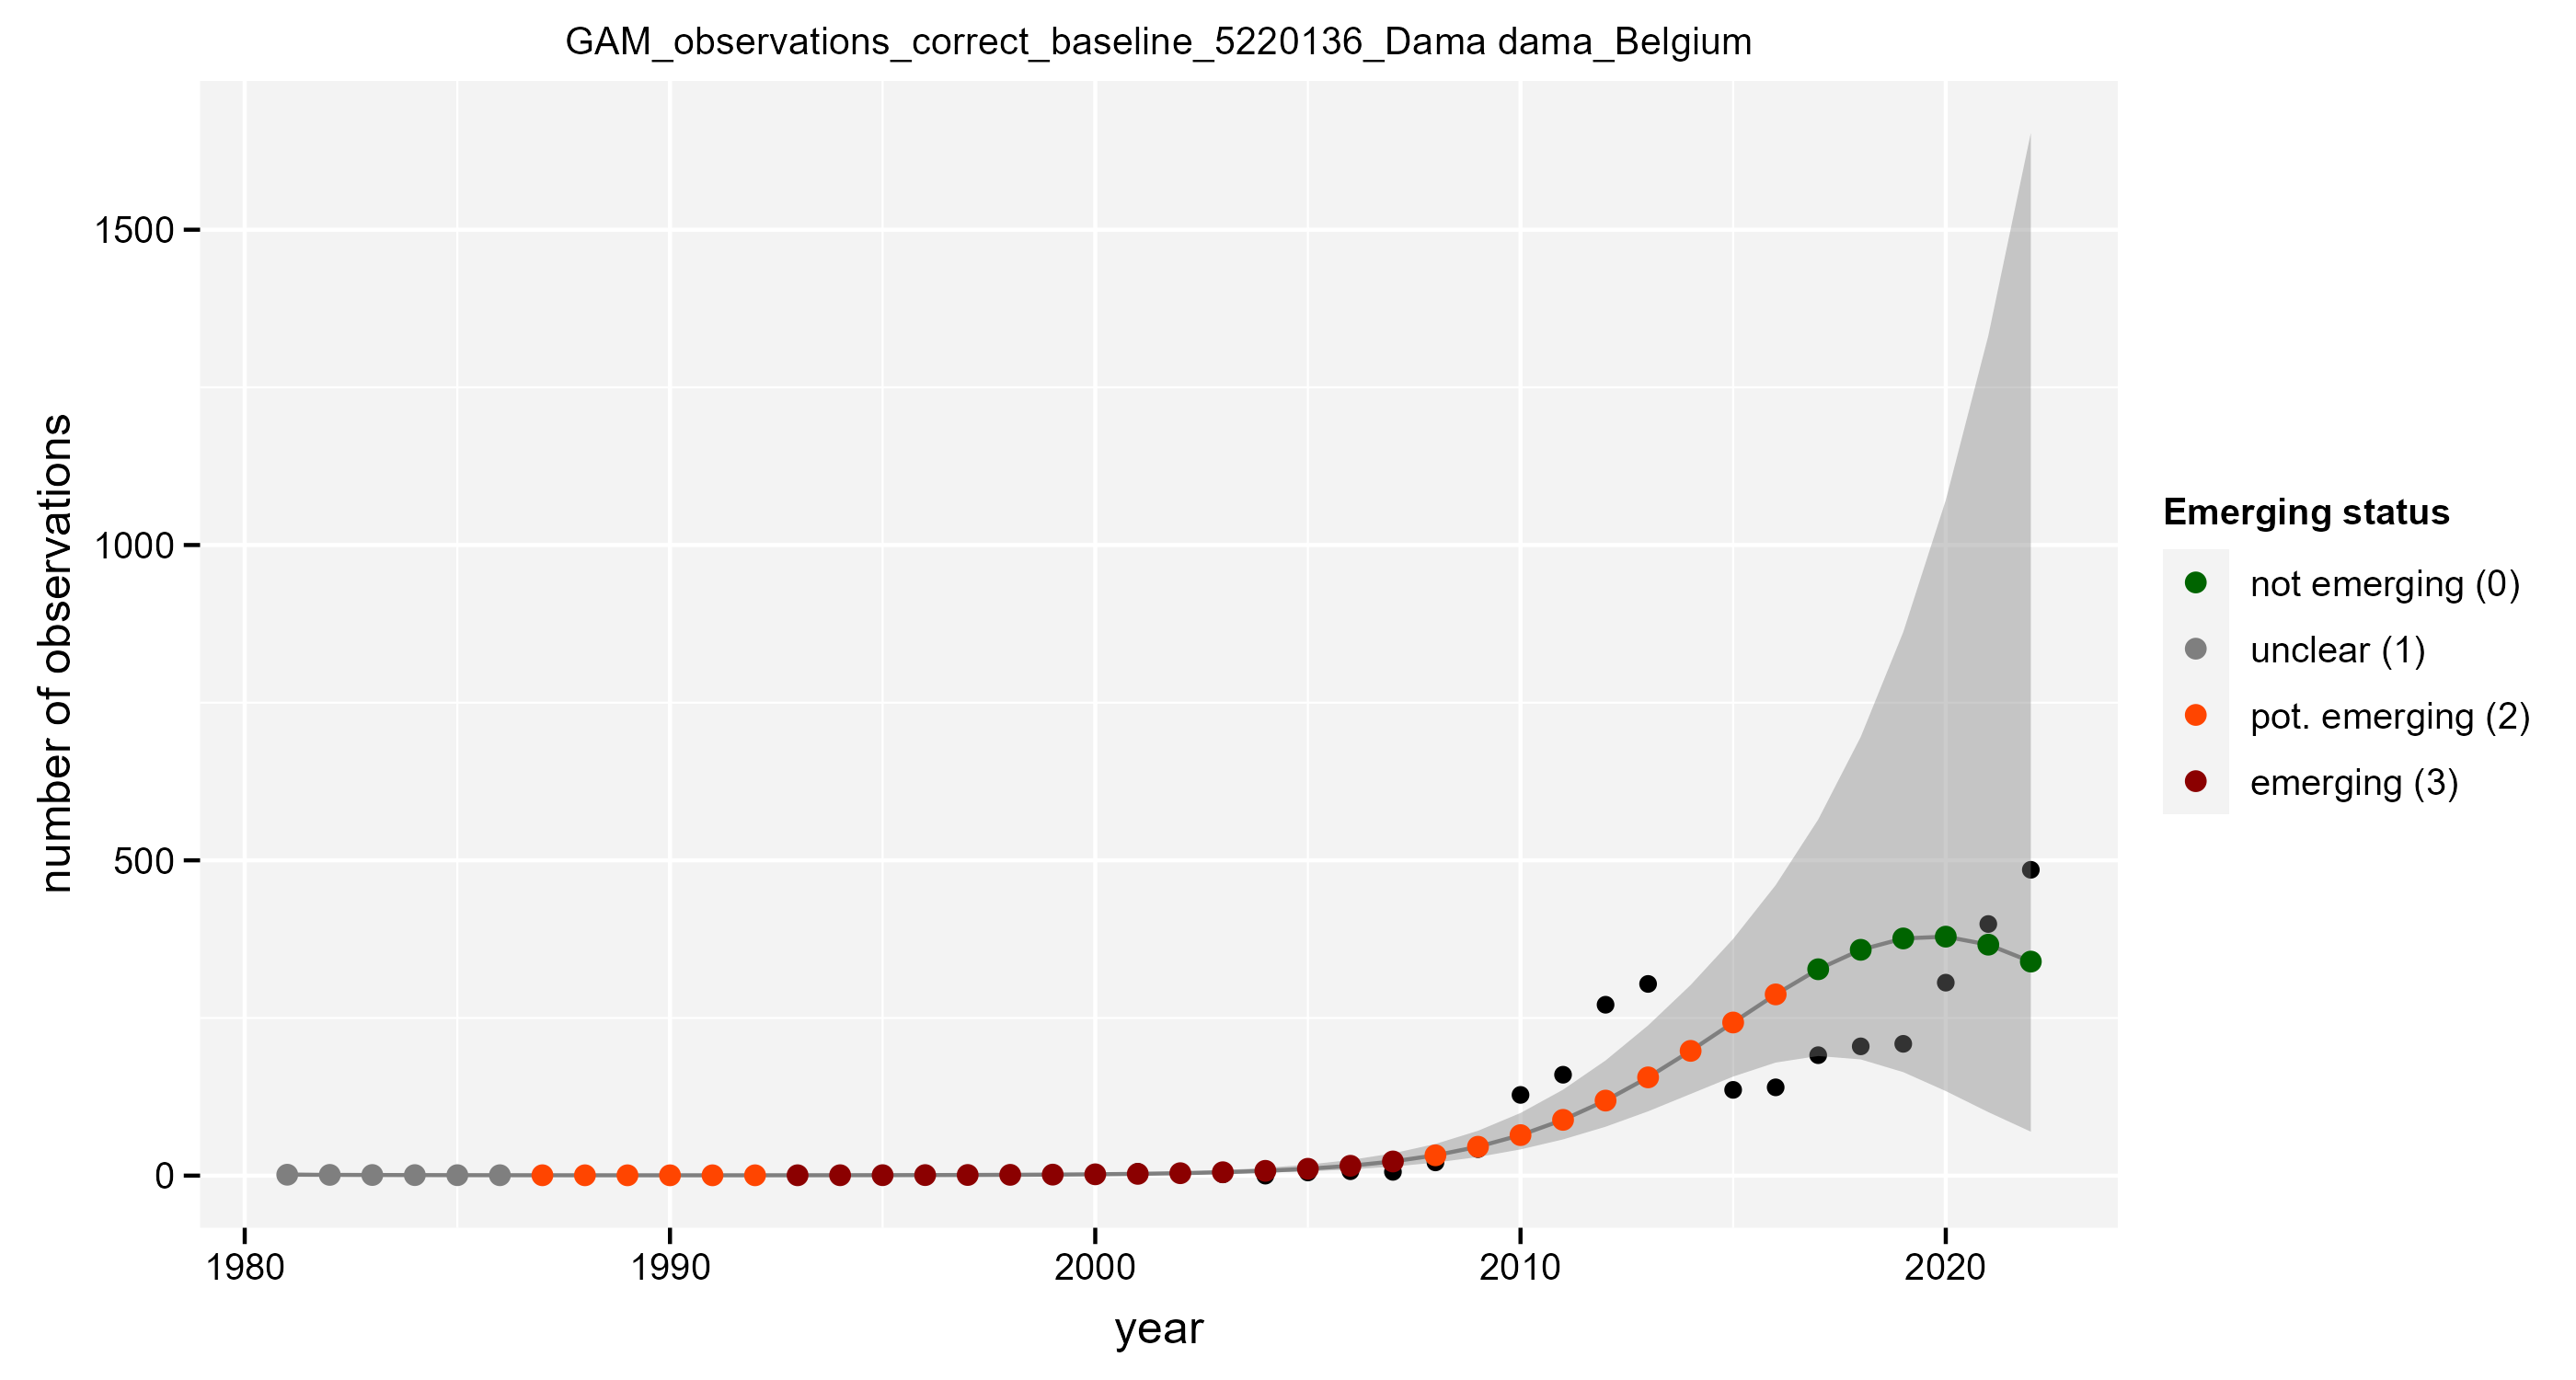 GAM_observations_correct_baseline_5220136_Dama dama_Belgium
number of observations
1500
1000
500
0
1980
1990
2000
2010
2020
year
Emerging status
not emerging (0)
unclear (1)
pot. emerging (2)
emerging (3)